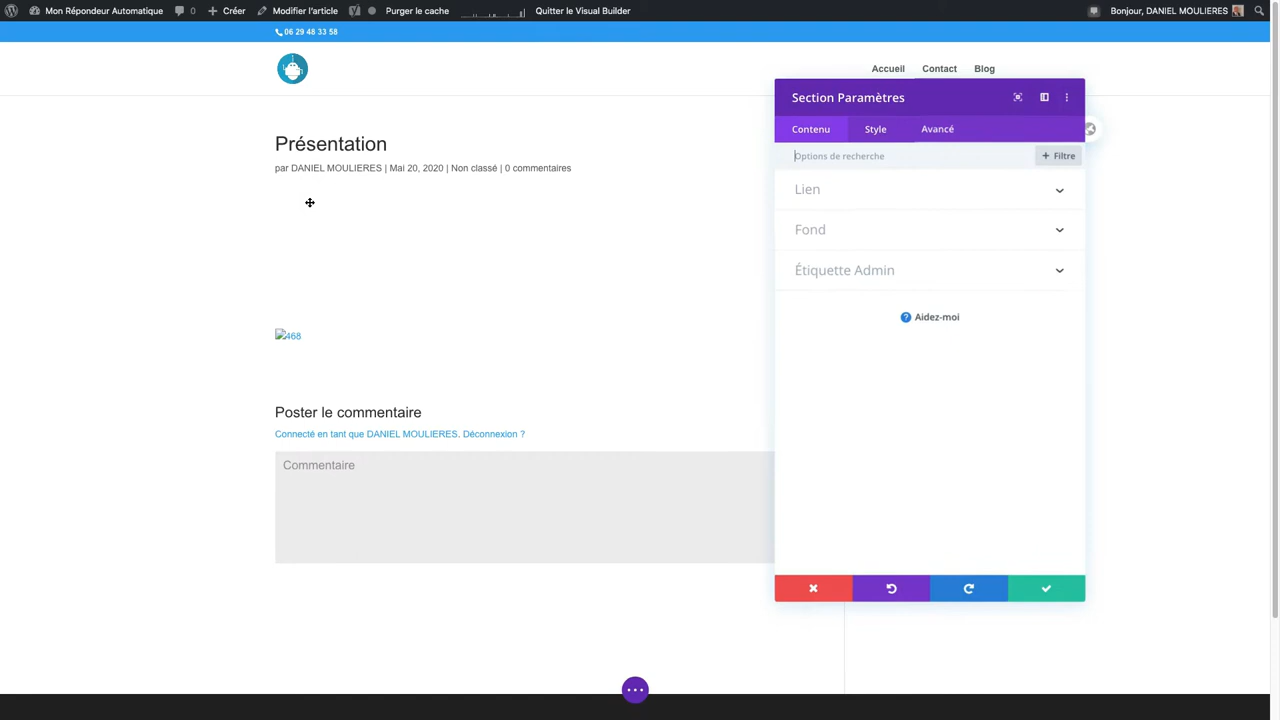 Mon Répondeur Automatique 0 Créer Modifier l'article Purger le cache Quitter le Visual Builder Bonjour, DANIEL MOULIERES
06 29 48 33 58
Accueil Contact Blog
Section Paramètres
Contenu Style Avancé
Présentation
Options de recherche + Filtre
par DANIEL MOULIERES | Mai 20, 2020 | Non classé | 0 commentaires
Lien
Fond
Étiquette Admin
? Aidez-moi
468
Poster le commentaire
Connecté en tant que DANIEL MOULIERES. Déconnexion ?
Commentaire